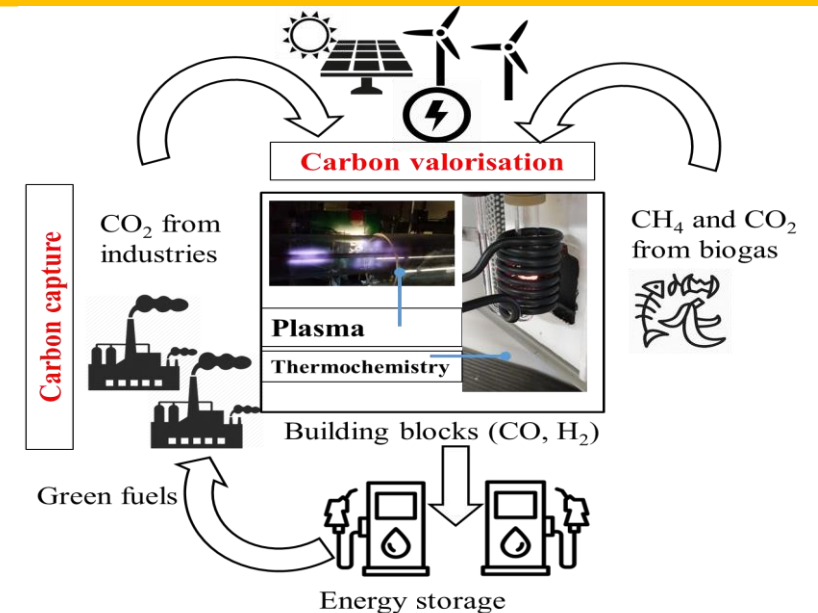 Carbon valorisation
Carbon capture
CO₂ from
industries
CH₄ and CO₂
from biogas
Plasma
Thermochemistry
Building blocks (CO, H₂)
Green fuels
Energy storage